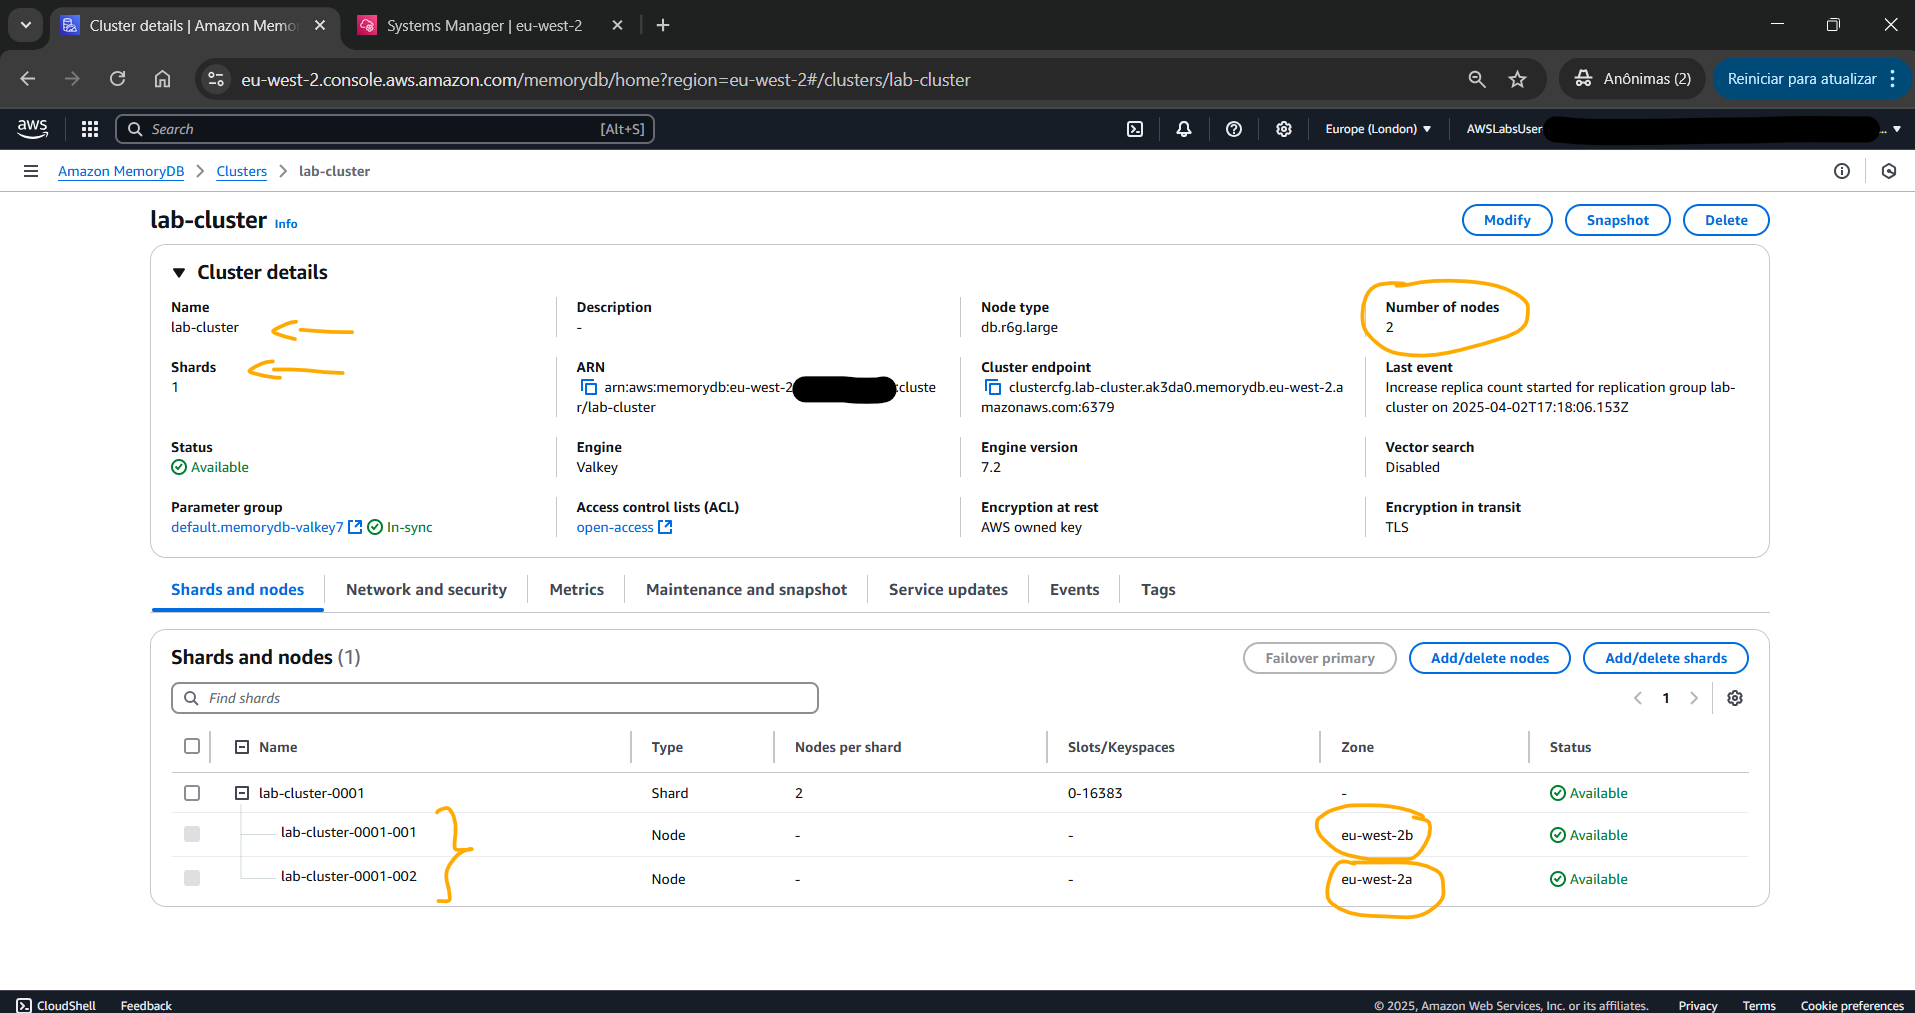 Cluster details | Amazon Memo
Systems Manager | eu-west-2
eu-west-2.console.aws.amazon.com/memorydb/home?region=eu-west-2#/clusters/lab-cluster
Anônimas (2)
Reiniciar para atualizar
aws
Search
[Alt+S]
Europe (London)
AWSLabsUser
...
Amazon MemoryDB
Clusters
lab-cluster
lab-cluster Info
Modify
Snapshot
Delete
Cluster details
Name
lab-cluster
Description
-
Node type
db.r6g.large
Number of nodes
2
Shards
1
ARN
arn:aws:memorydb:eu-west-2 :cluste
r/lab-cluster
Cluster endpoint
clustercfg.lab-cluster.ak3da0.memorydb.eu-west-2.a
mazonaws.com:6379
Last event
Increase replica count started for replication group lab-
cluster on 2025-04-02T17:18:06.153Z
Status
Available
Engine
Valkey
Engine version
7.2
Vector search
Disabled
Parameter group
default.memorydb-valkey7 In-sync
Access control lists (ACL)
open-access
Encryption at rest
AWS owned key
Encryption in transit
TLS
Shards and nodes
Network and security
Metrics
Maintenance and snapshot
Service updates
Events
Tags
Shards and nodes (1)
Failover primary
Add/delete nodes
Add/delete shards
Find shards
1
Name Type Nodes per shard Slots/Keyspaces Zone Status
lab-cluster-0001 Shard 2 0-16383 - Available
lab-cluster-0001-001 Node - - eu-west-2b Available
lab-cluster-0001-002 Node - - eu-west-2a Available
CloudShell
Feedback
© 2025, Amazon Web Services, Inc. or its affiliates.
Privacy
Terms
Cookie preferences